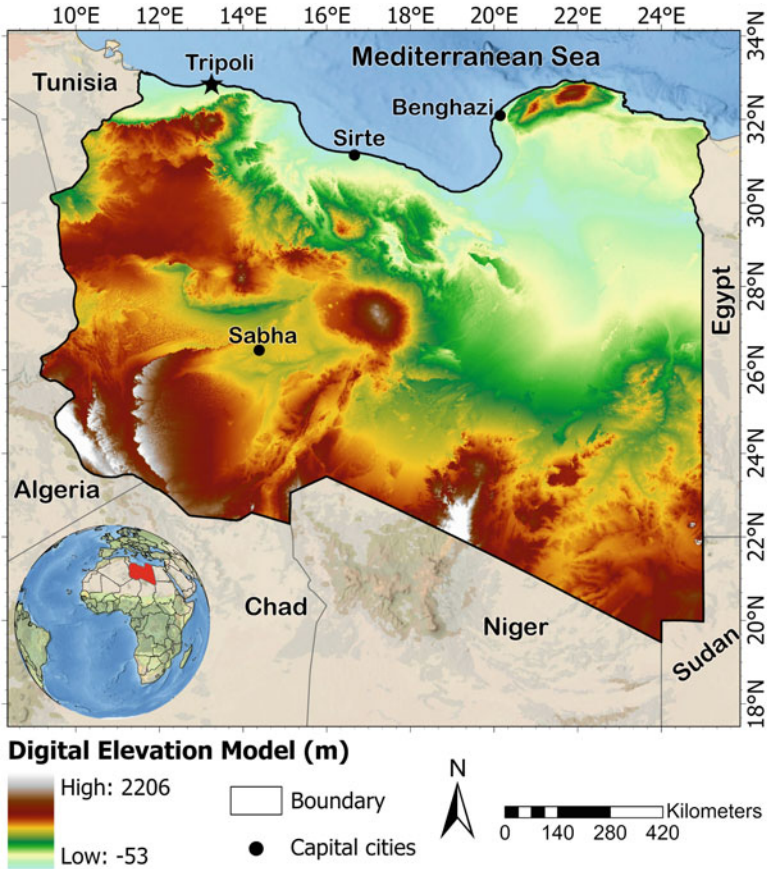 10°E 12°E 14°E 16°E 18°E 20°E 22°E 24°E
34°N
Mediterranean Sea
Tripoli
Tunisia
Benghazi
32°N
Sirte
30°N
28°N
Egypt
Sabha
26°N
24°N
Algeria
22°N
Chad
Niger
20°N
Sudan
18°N
Digital Elevation Model (m)
High: 2206
Low: -53
Boundary
Capital cities
N
Kilometers
0 140 280 420